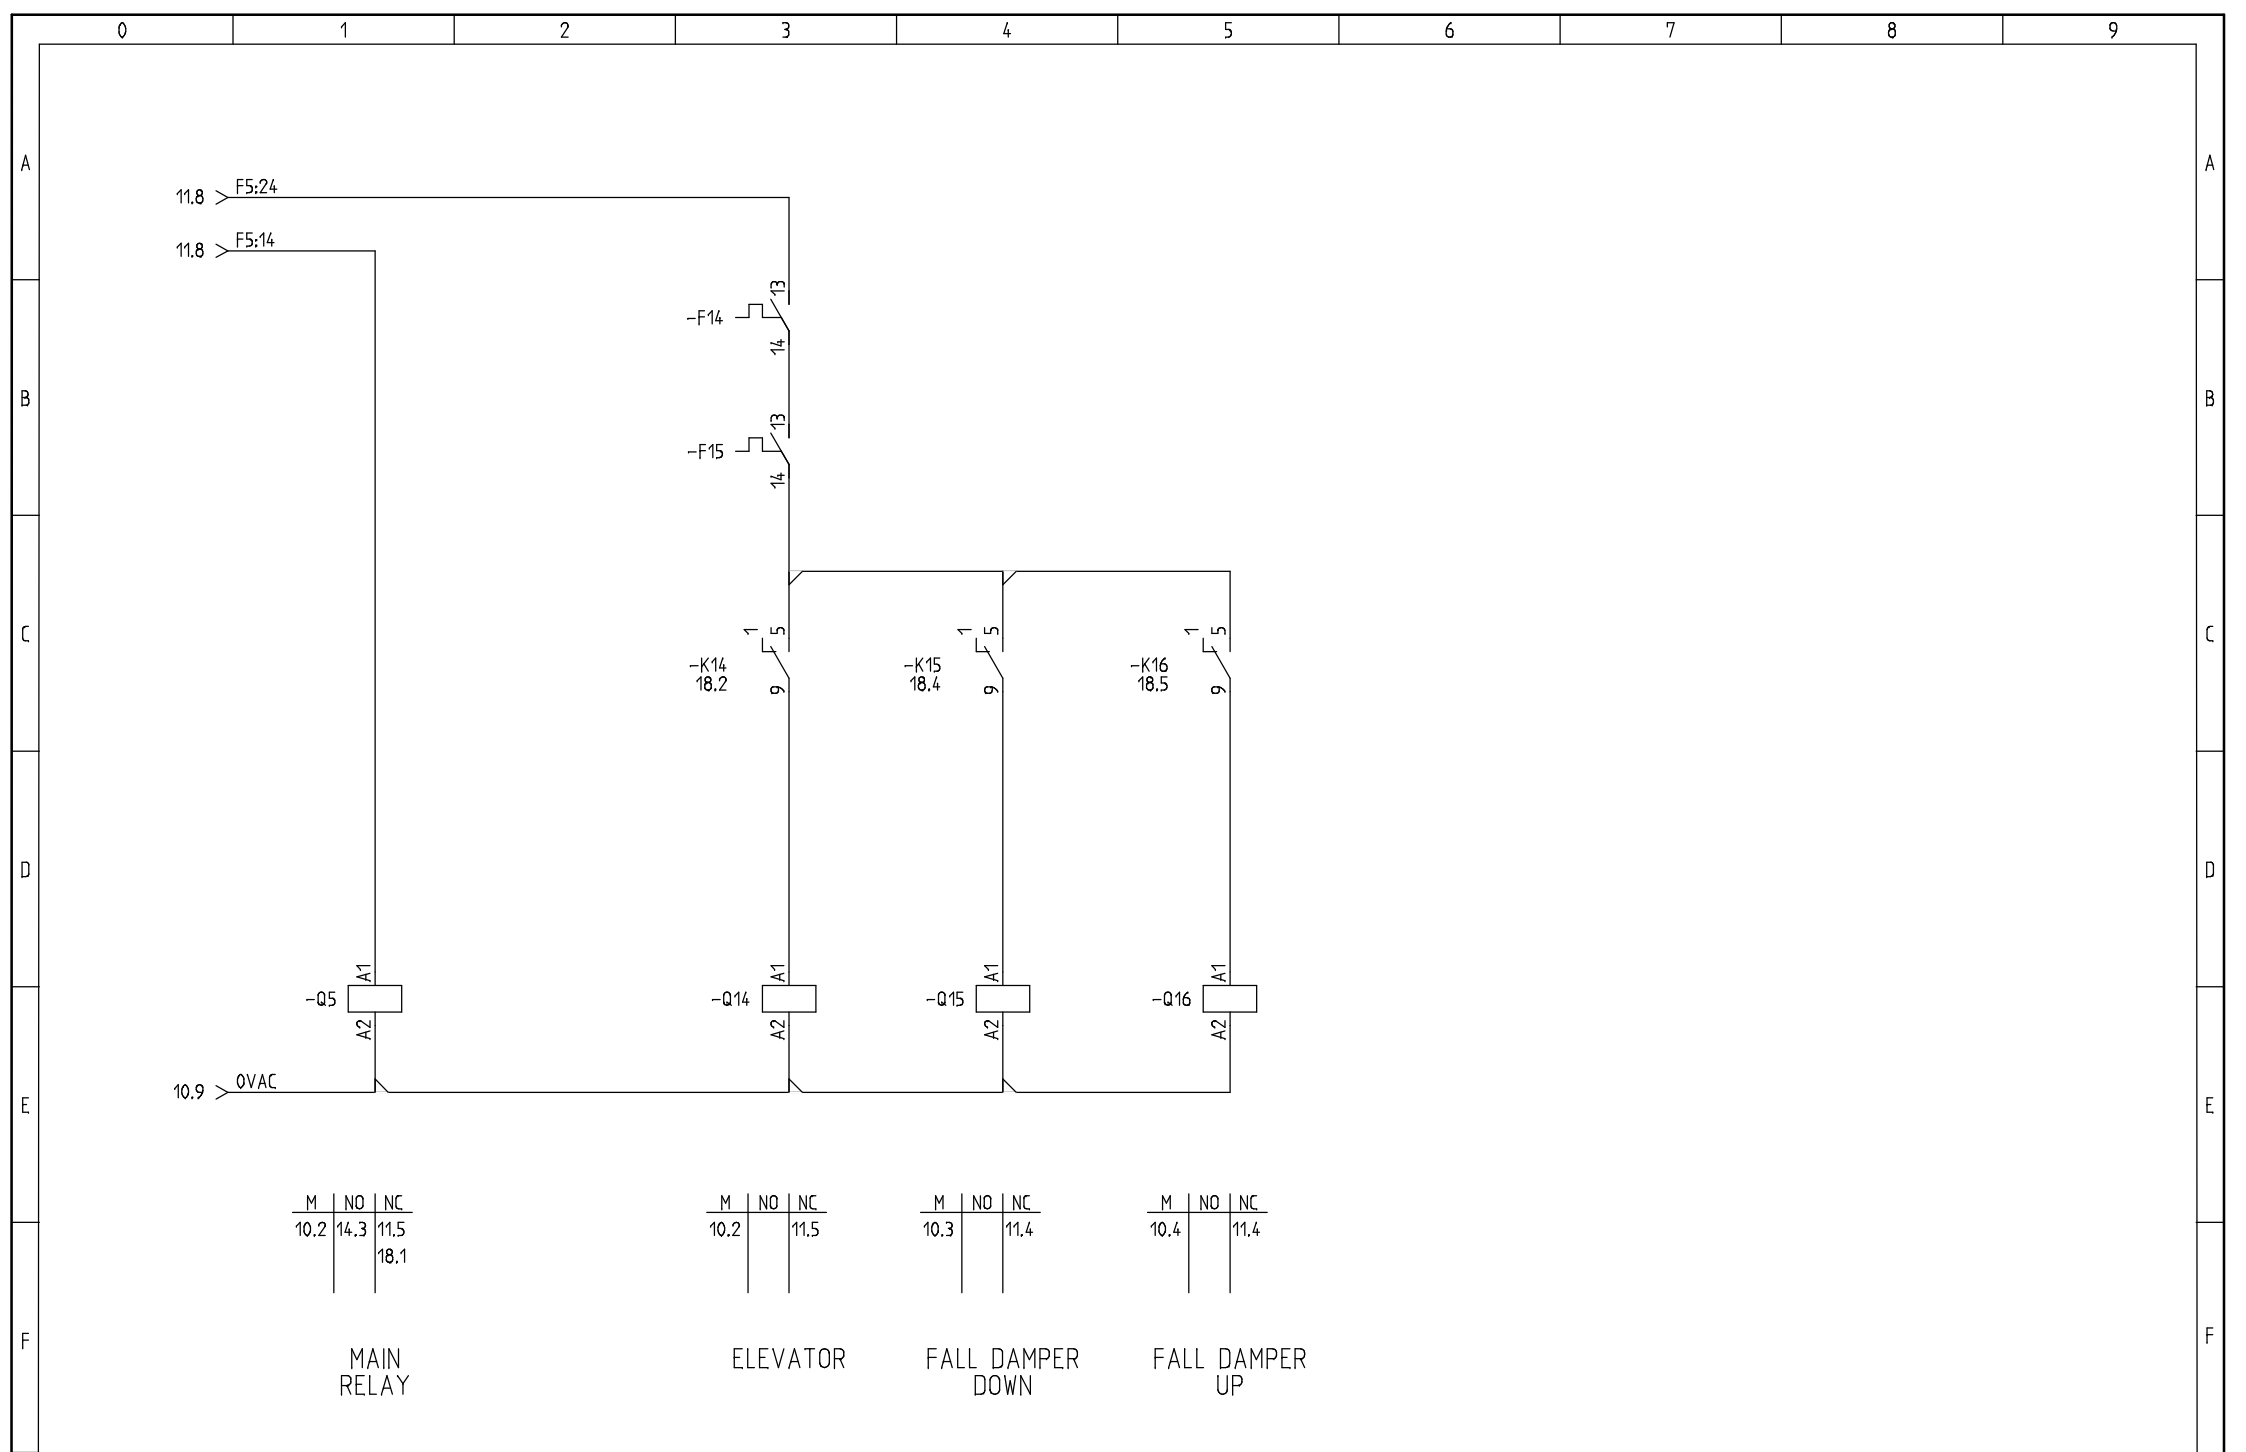 0 1 2 3 4 5 6 7 8 9
A A
11.8 F5:24
11.8 F5:14
13
-F14
14
B B
13
-F15
14
C C
1 5 1 5 1 5
-K14 -K15 -K16
18.2 18.4 18.5
9 9 9
D D
A1 A1 A1 A1
-Q5 -Q14 -Q15 -Q16
A2 A2 A2 A2
10.9 0VAC
E E
M NO NC M NO NC M NO NC M NO NC
10.2 14.3 11.5 10.2 11.5 10.3 11.4 10.4 11.4
18.1
F F
MAIN ELEVATOR FALL DAMPER FALL DAMPER
RELAY DOWN UP